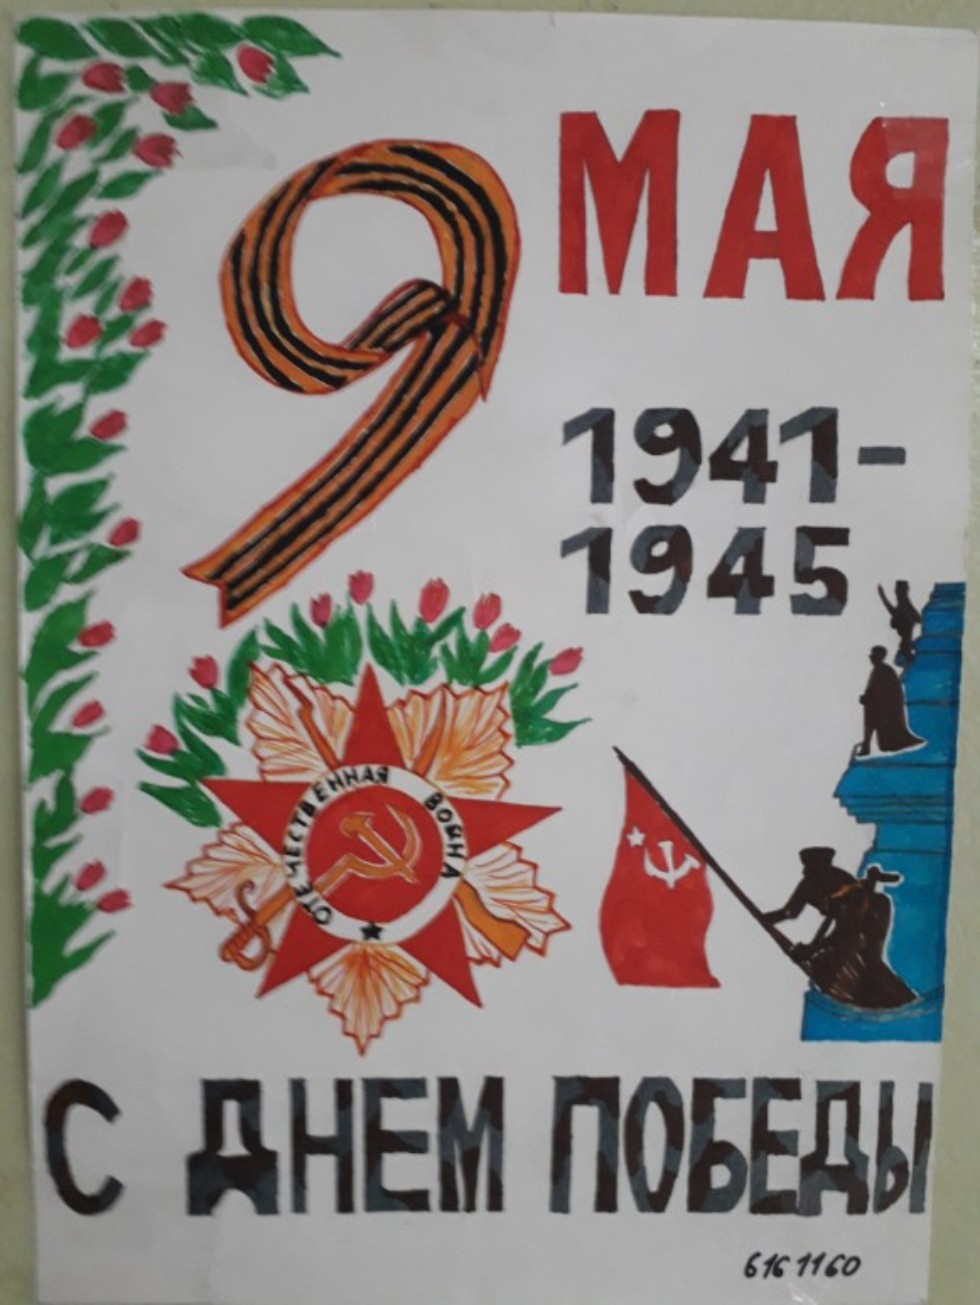 9 МАЯ
1941-
1945
ОТЕЧЕСТВЕННАЯ ВОЙНА
С ДНЕМ ПОБЕДЫ
616 1160